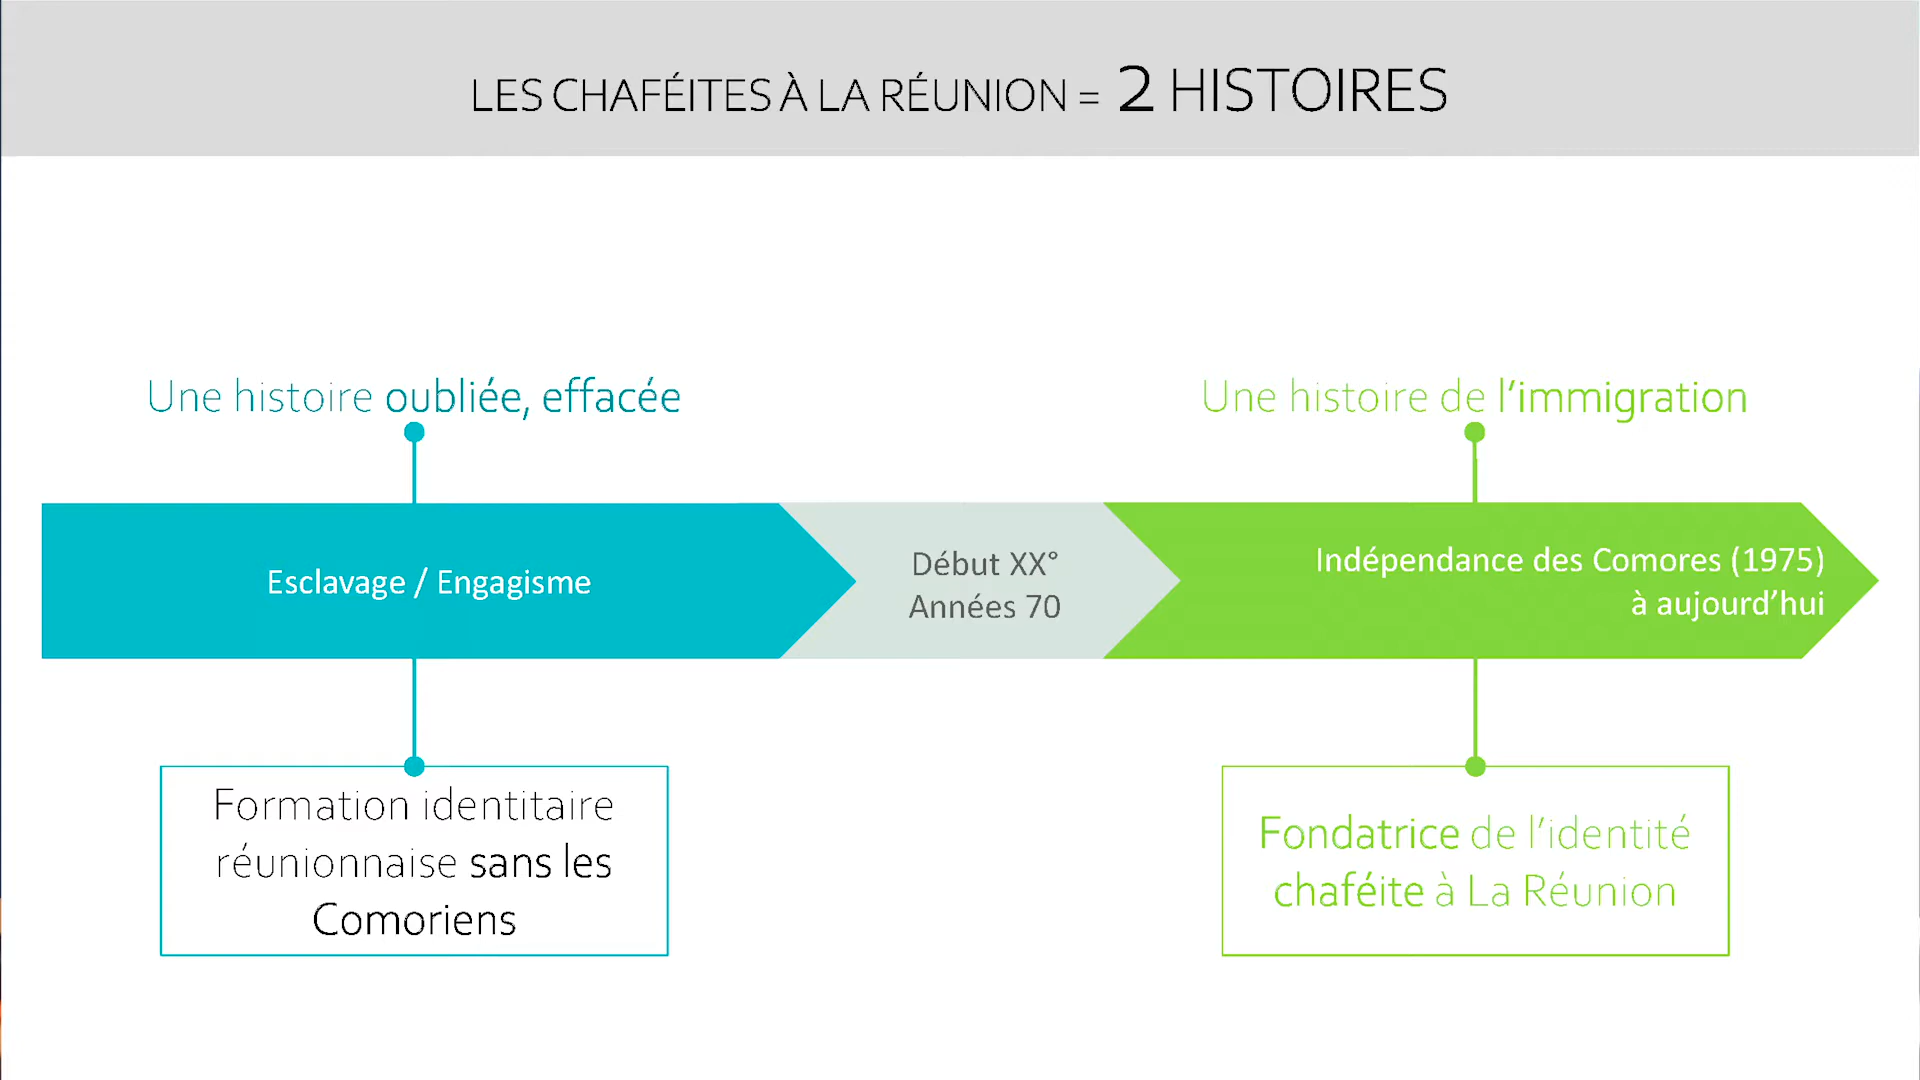 LES CHAFÉITES À LA RÉUNION = 2 HISTOIRES
Une histoire oubliée, effacée
Une histoire de l’immigration
Esclavage / Engagisme
Début XX°
Années 70
Indépendance des Comores (1975)
à aujourd’hui
Formation identitaire
réunionnaise sans les
Comoriens
Fondatrice de l’identité
chaféite à La Réunion